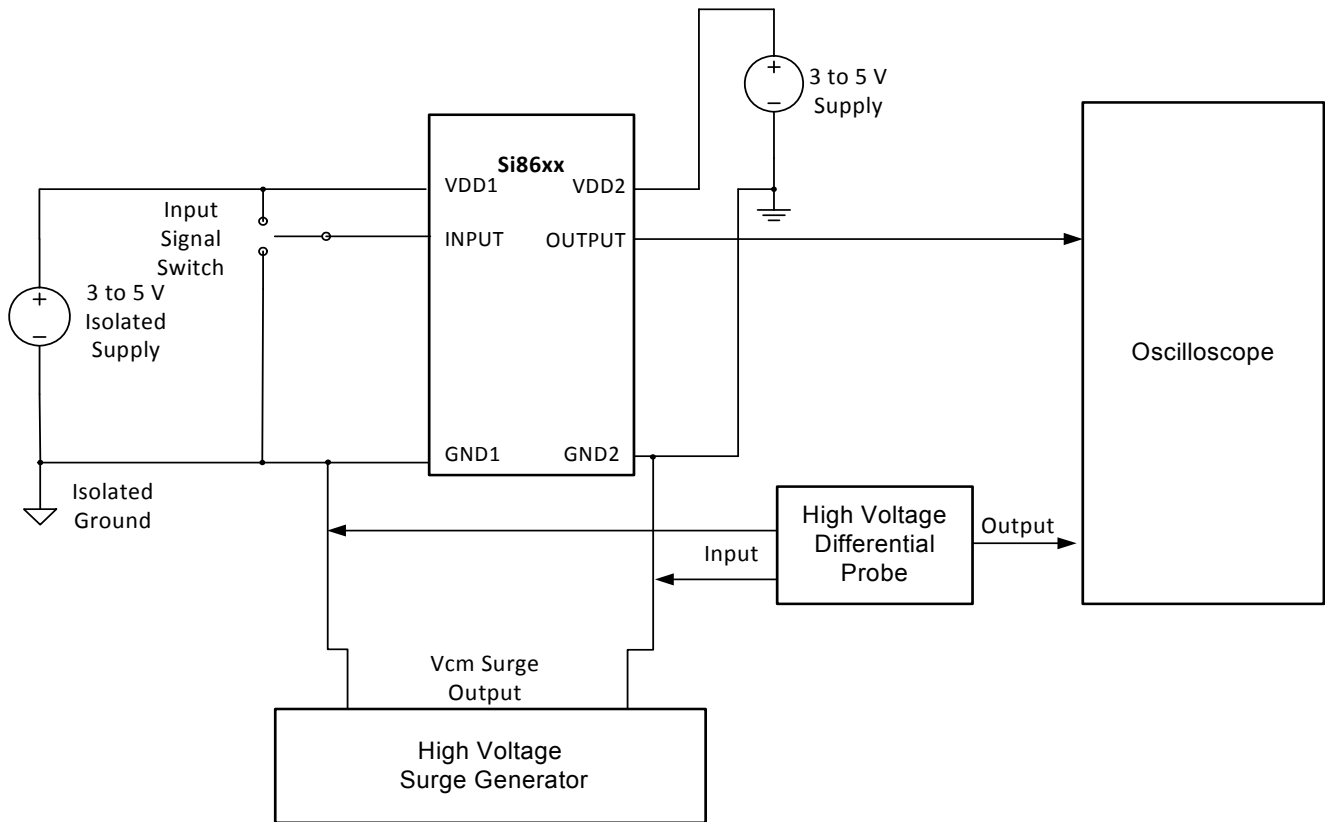 3 to 5 V
Supply
Si86xx
VDD1
VDD2
Input
Signal
Switch
INPUT
OUTPUT
+
−
+
−
3 to 5 V
Isolated
Supply
Oscilloscope
GND1
GND2
Isolated
Ground
High Voltage
Differential
Probe
Input
Output
Vcm Surge
Output
High Voltage
Surge Generator